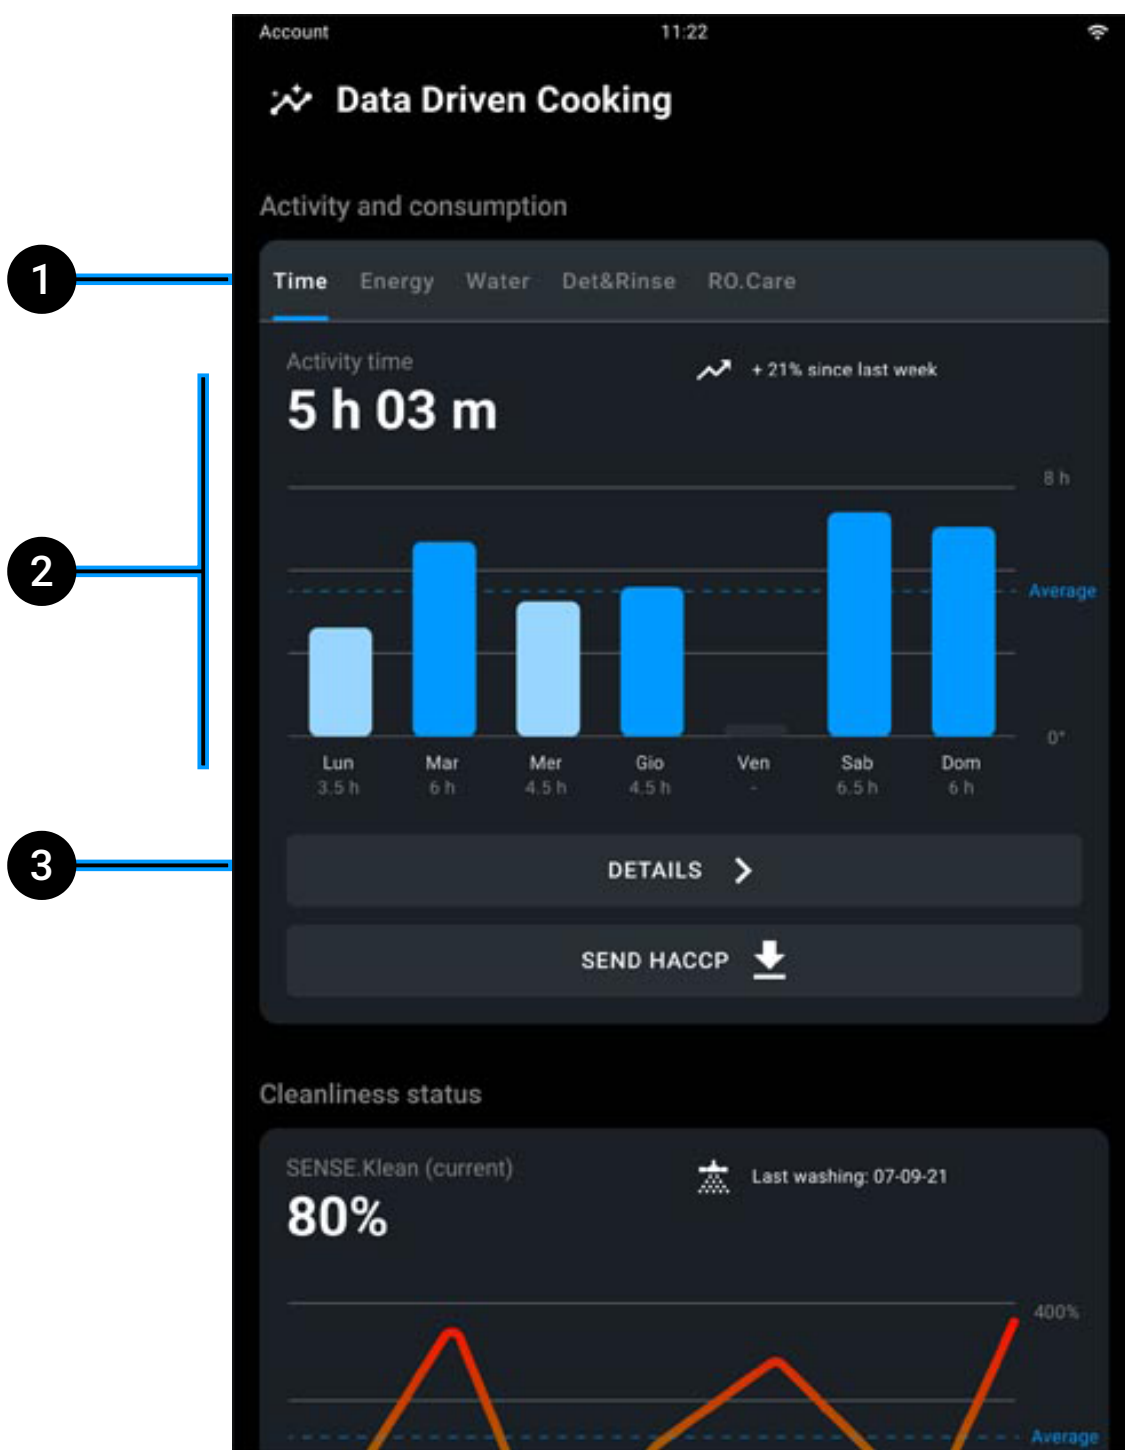 Account 11:22
Data Driven Cooking
Activity and consumption
1
Time Energy Water Det&Rinse RO.Care
Activity time
+ 21% since last week
5 h 03 m
8 h
2
Average
0°
Lun Mar Mer Gio Ven Sab Dom
3.5 h 6 h 4.5 h 4.5 h - 6.5 h 6 h
3
DETAILS
SEND HACCP
Cleanliness status
SENSE.Klean (current)
Last washing: 07-09-21
80%
400%
Average